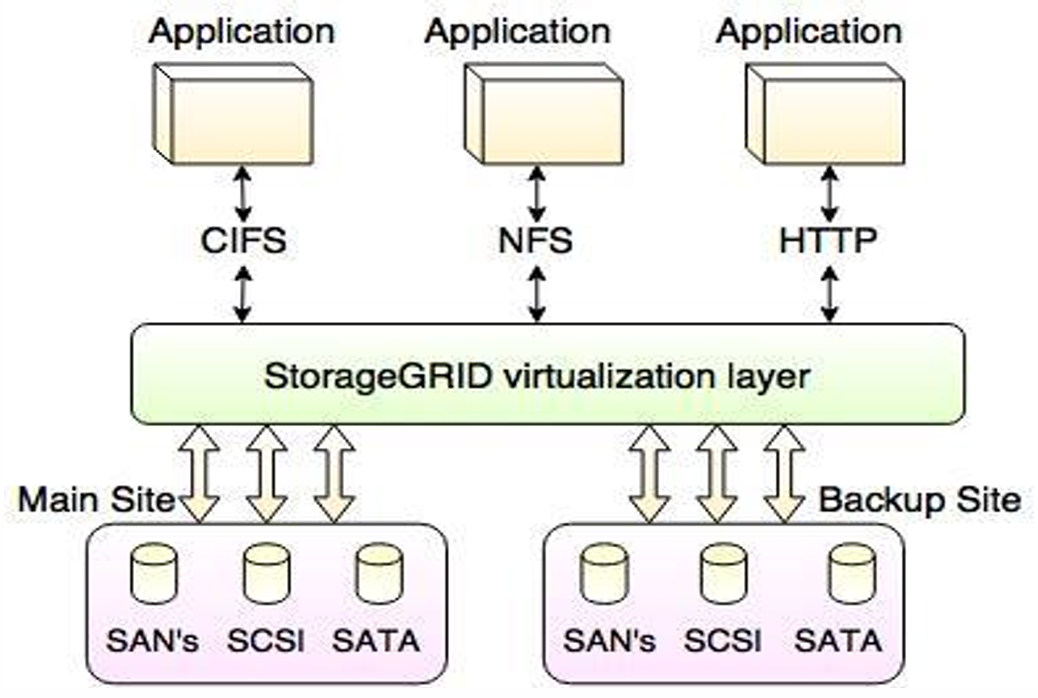 Application Application Application
CIFS NFS HTTP
StorageGRID virtualization layer
Main Site Backup Site
SAN's SCSI SATA SAN's SCSI SATA